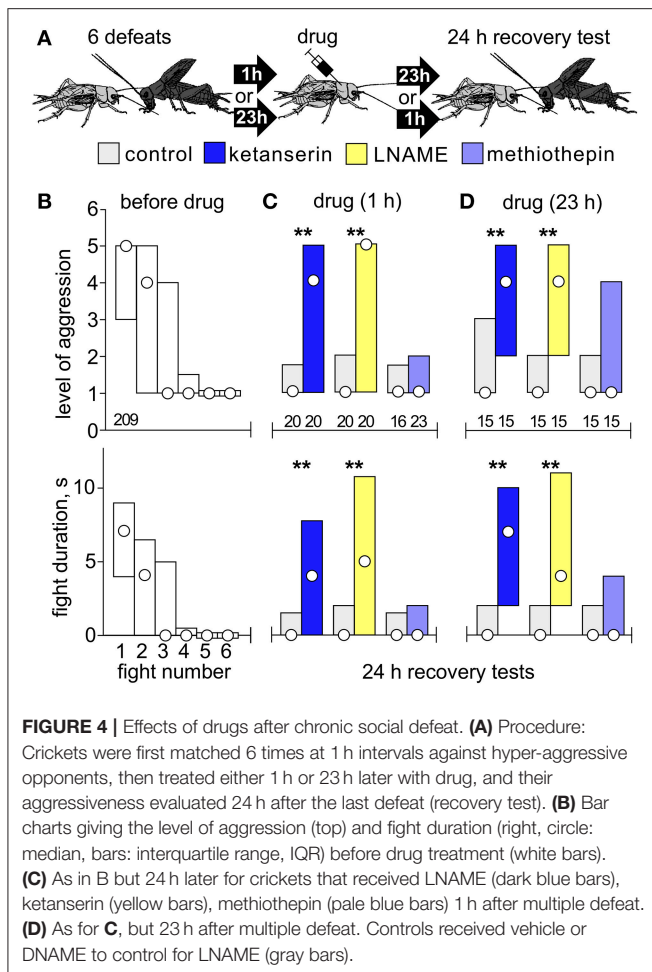 A
6 defeats
drug
24 h recovery test
1h
or
23h
23h
or
1h
control ketanserin LNAME methiothepin
B before drug
C drug (1 h)
D drug (23 h)
level of aggression
6
5
4
3
2
1
0
209
** **
20 20 20 20 16 23
** **
15 15 15 15 15 15
fight duration, s
10
5
0
1 2 3 4 5 6
fight number
** **
** **
24 h recovery tests
FIGURE 4 | Effects of drugs after chronic social defeat. (A) Procedure:
Crickets were first matched 6 times at 1 h intervals against hyper-aggressive
opponents, then treated either 1 h or 23 h later with drug, and their
aggressiveness evaluated 24 h after the last defeat (recovery test). (B) Bar
charts giving the level of aggression (top) and fight duration (right, circle:
median, bars: interquartile range, IQR) before drug treatment (white bars).
(C) As in B but 24 h later for crickets that received LNAME (dark blue bars),
ketanserin (yellow bars), methiothepin (pale blue bars) 1 h after multiple defeat.
(D) As for C, but 23 h after multiple defeat. Controls received vehicle or
DNAME to control for LNAME (gray bars).